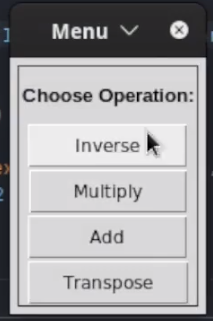 Menu
Choose Operation:
Inverse
Multiply
Add
Transpose